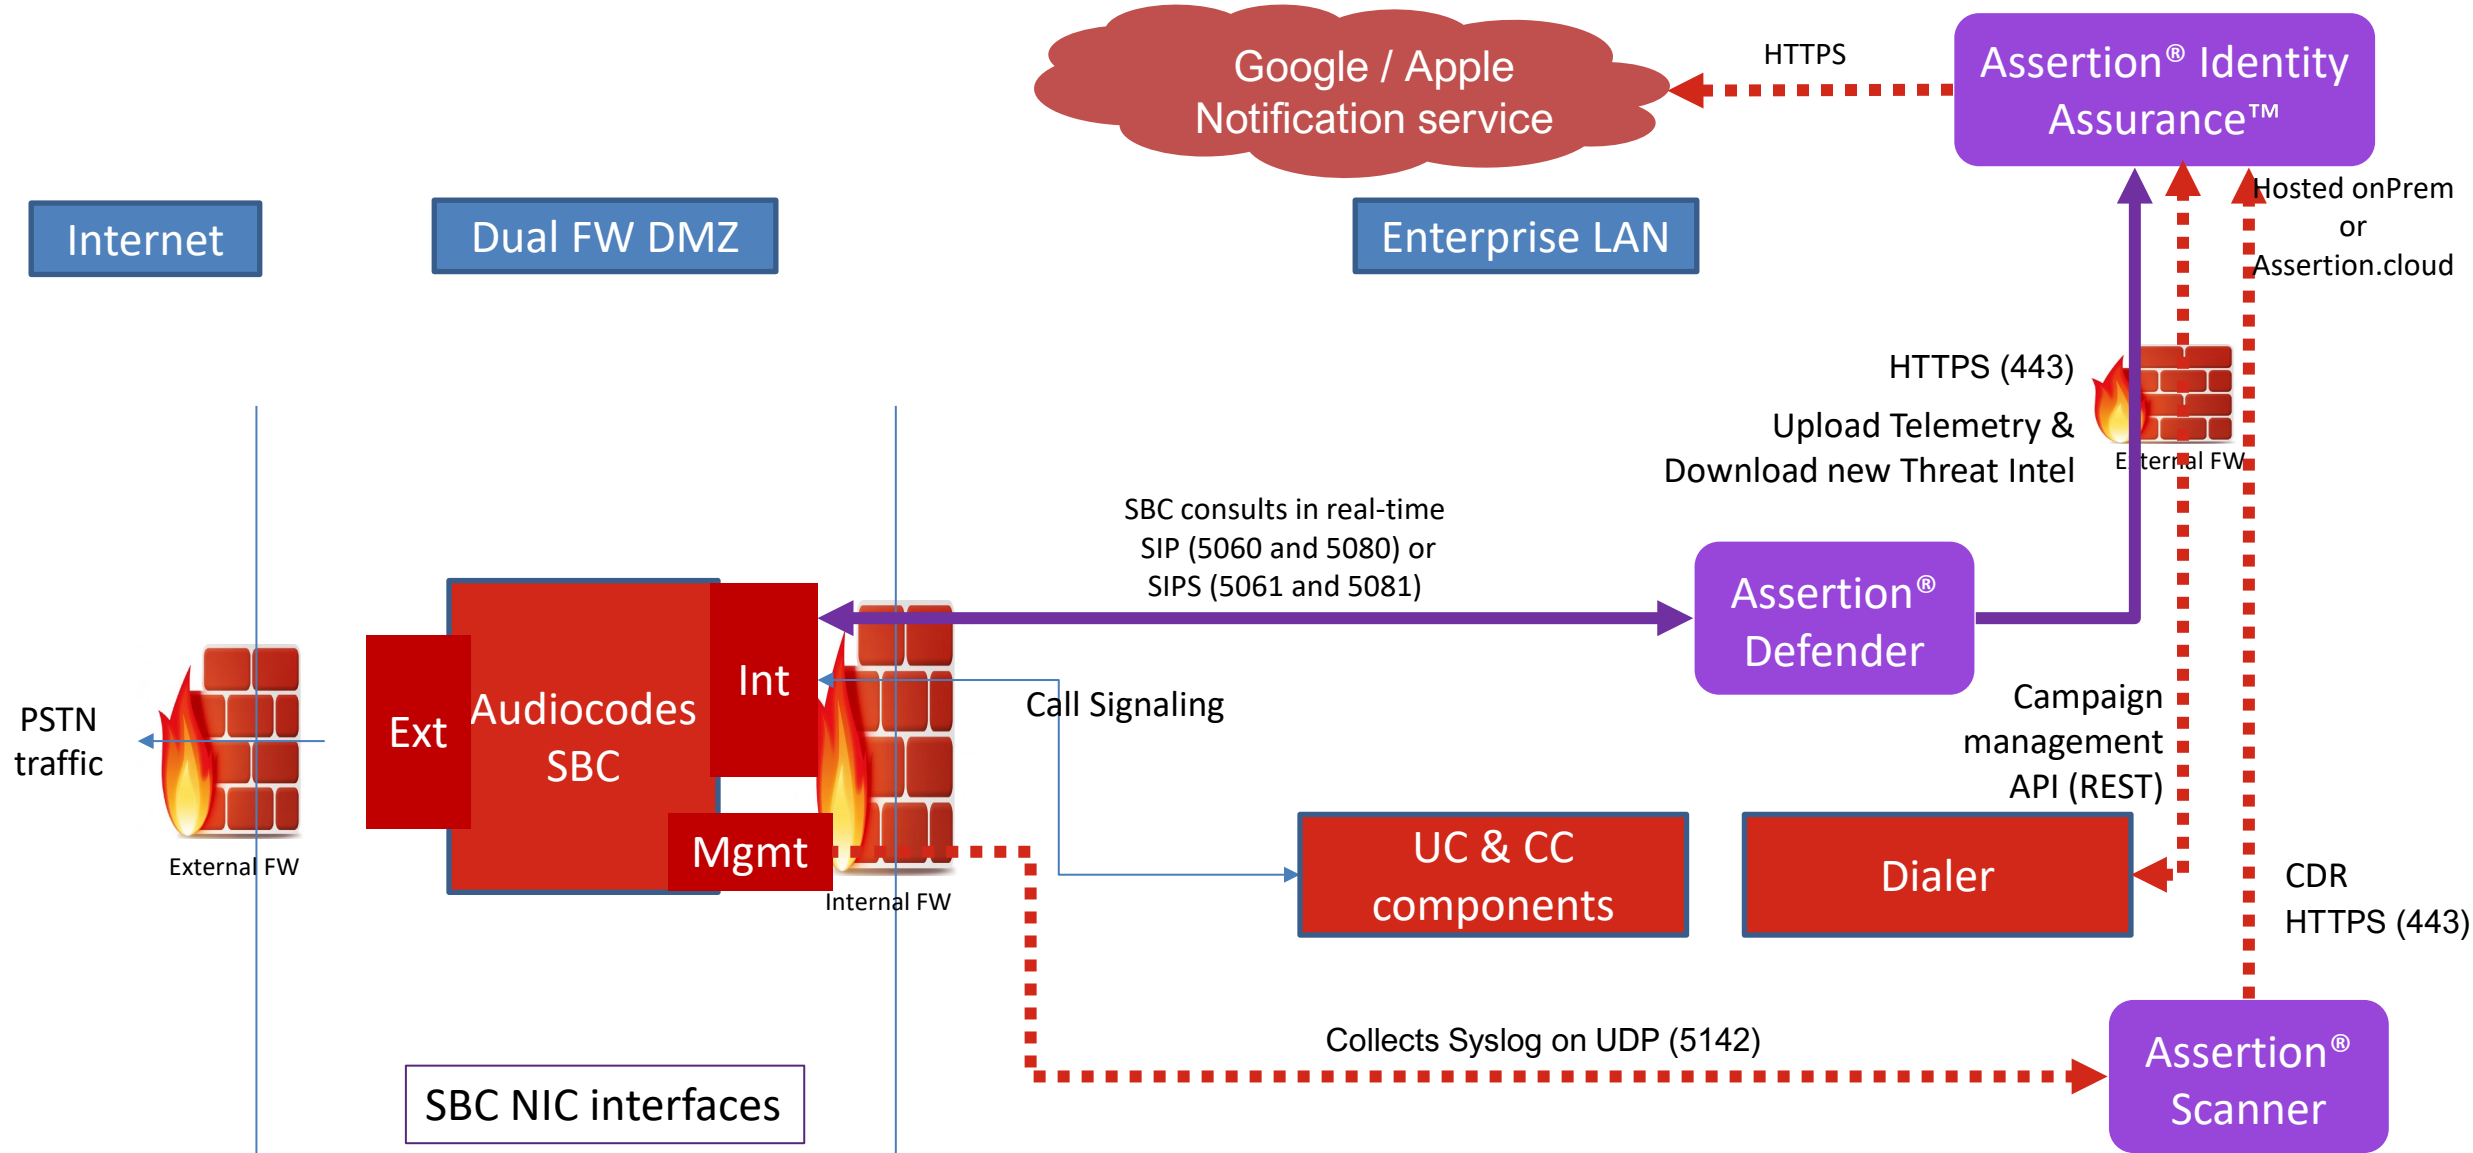 Google / Apple
Notification service
HTTPS
Assertion® Identity
Assurance™
Hosted onPrem
or
Assertion.cloud
Internet
Dual FW DMZ
Enterprise LAN
HTTPS (443)
Upload Telemetry &
Download new Threat Intel
External FW
SBC consults in real-time
SIP (5060 and 5080) or
SIPS (5061 and 5081)
Assertion®
Defender
PSTN
traffic
External FW
Ext
Audiocodes
SBC
Int
Mgmt
Internal FW
Call Signaling
Campaign
management
API (REST)
UC & CC
components
Dialer
CDR
HTTPS (443)
Collects Syslog on UDP (5142)
Assertion®
Scanner
SBC NIC interfaces